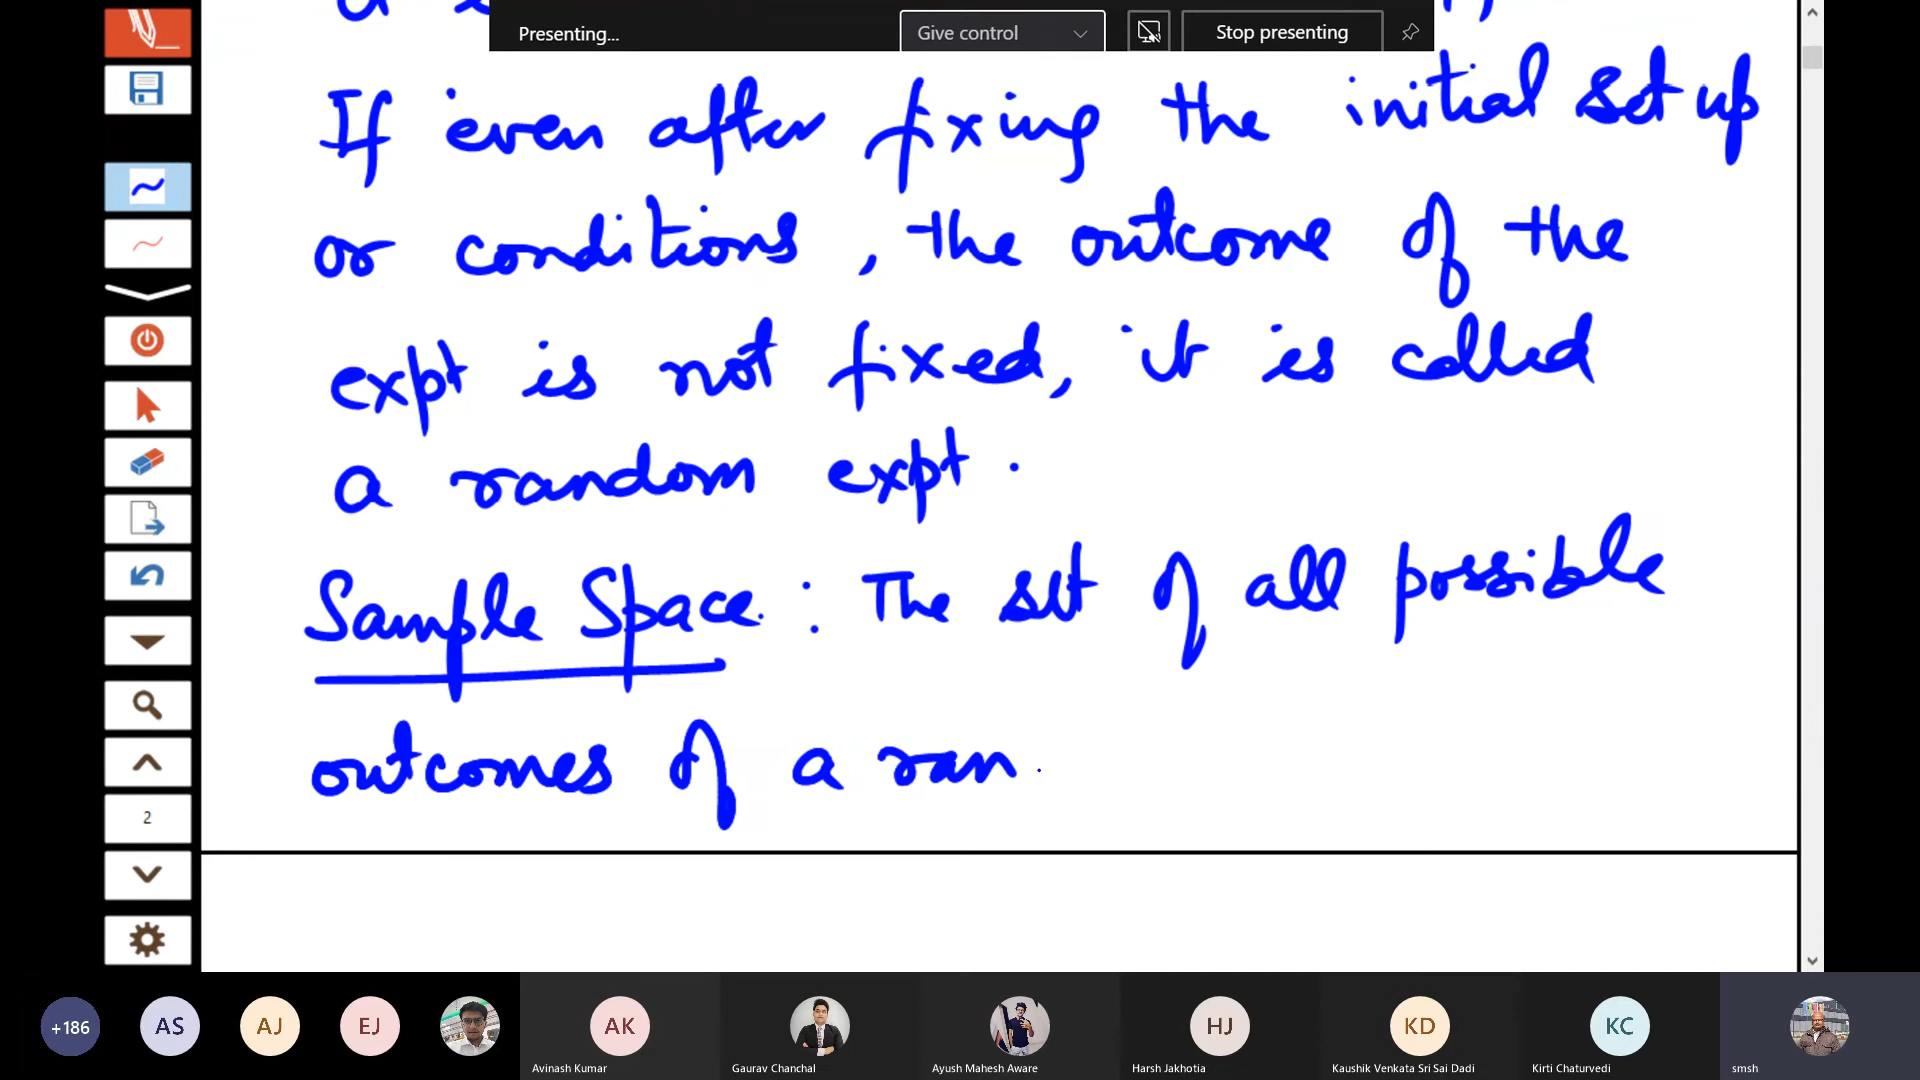 Presenting...
Give control
Stop presenting
If even after fixing the initial set up
or conditions, the outcome of the
expt is not fixed, it is called
a random expt.
Sample Space : The set of all possible
outcomes of a ran
2
+186
AS
AJ
EJ
AK
HJ
KD
KC
Avinash Kumar
Gaurav Chanchal
Ayush Mahesh Aware
Harsh Jakhotia
Kaushik Venkata Sri Sai Dadi
Kirti Chaturvedi
smsh